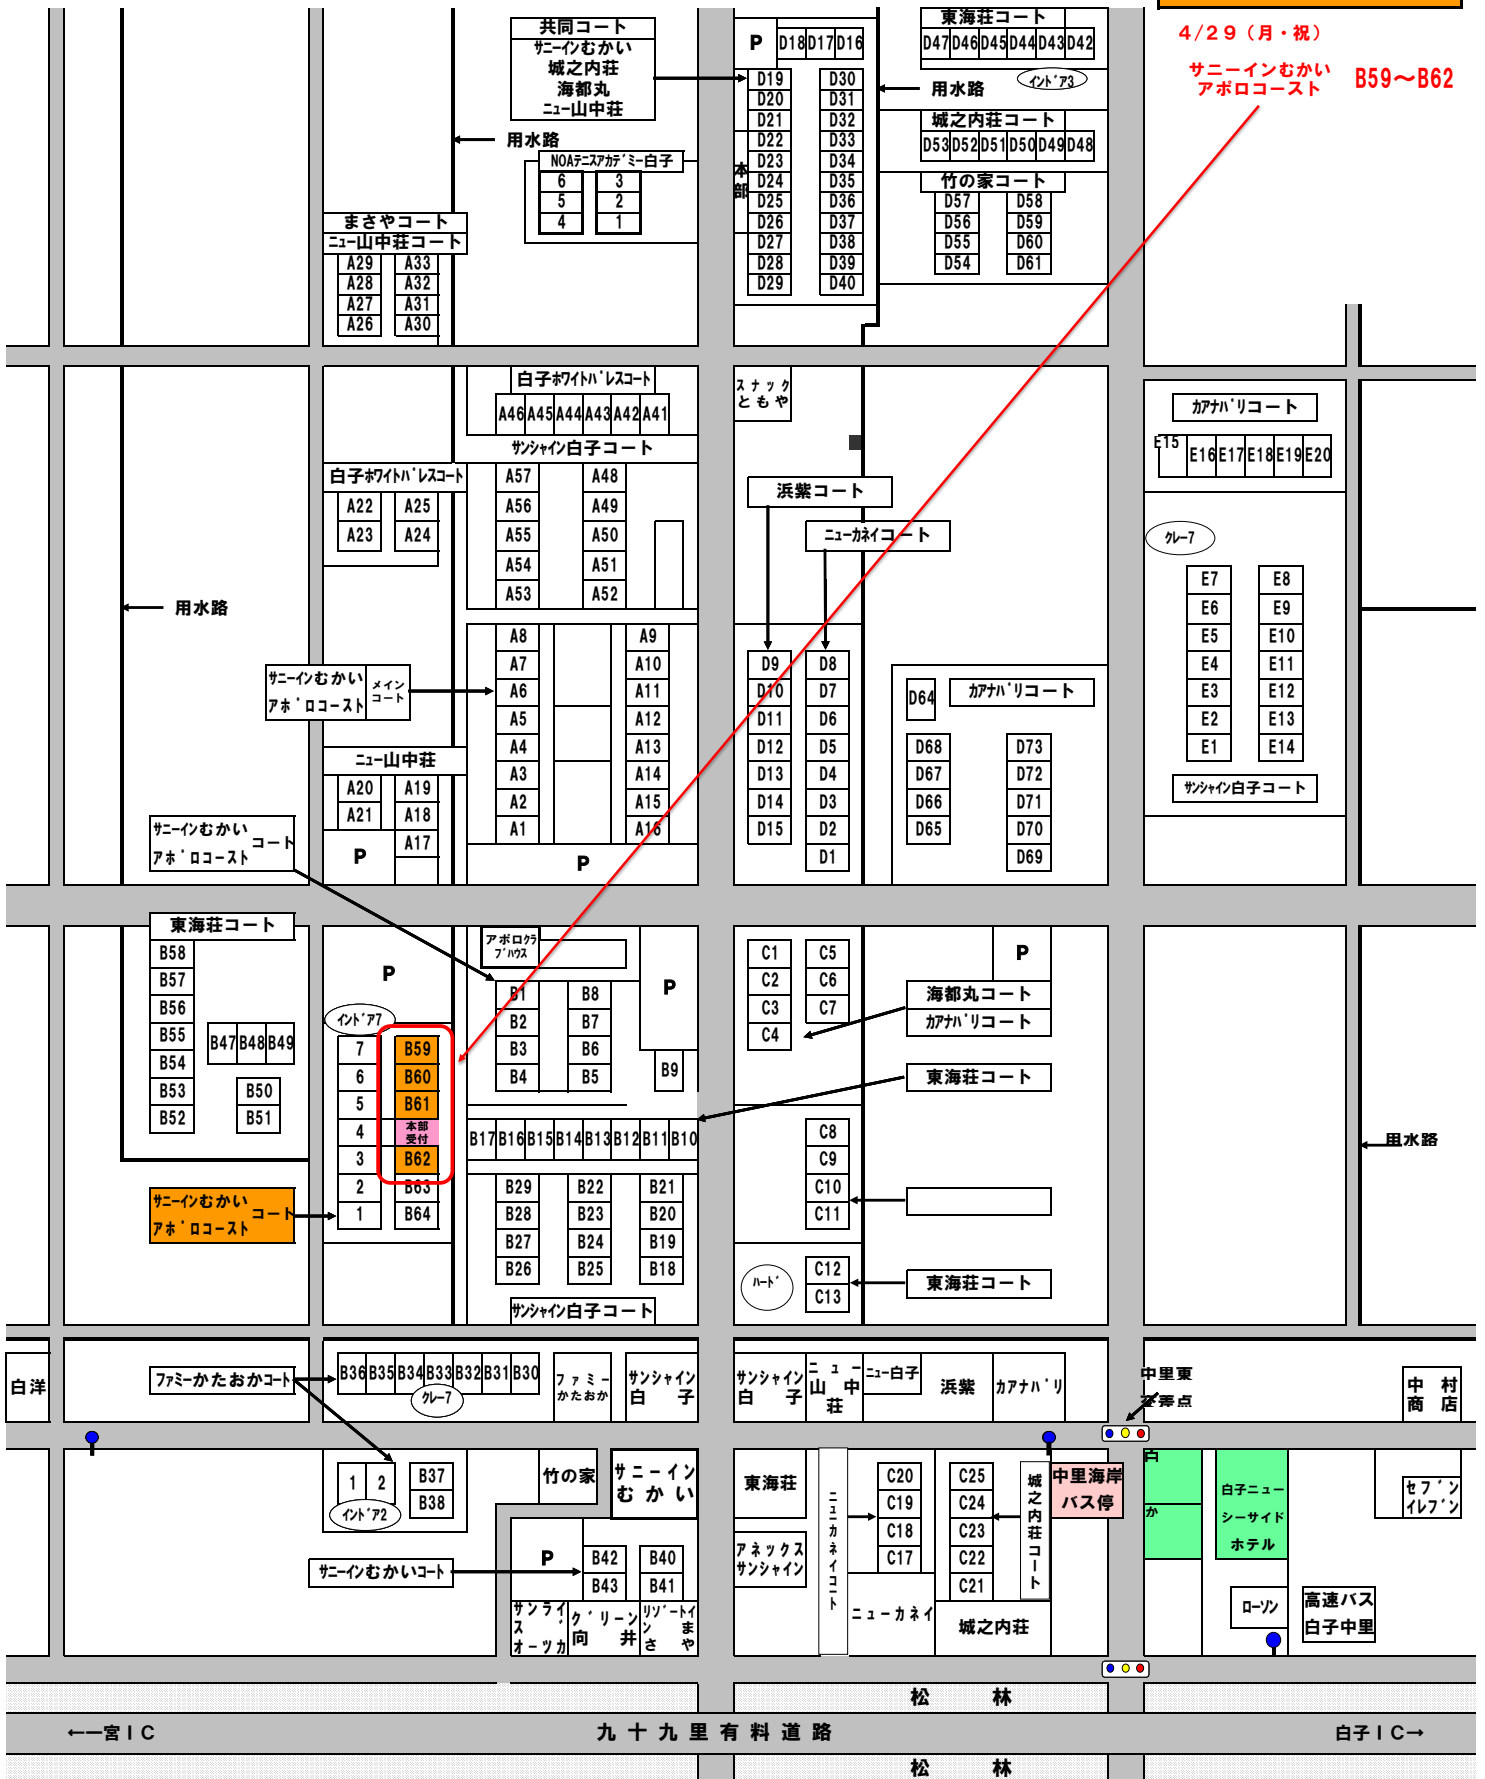 共同コート
サニーインむかい
城之内荘
海都丸
ニュー山中荘
P
D18 D17 D16
東海荘コート
D47 D46 D45 D44 D43 D42
4/29（月・祝）
サニーインむかい
アポロコースト
B59～B62
D19 D30
D20 D31
D21 D32
D22 D33
D23 D34
D24 D35
D25 D36
D26 D37
D27 D38
D28 D39
D29 D40
本部
用水路
インドア3
城之内荘コート
D53 D52 D51 D50 D49 D48
竹の家コート
D57 D58
D56 D59
D55 D60
D54 D61
用水路
NOAテニスアカデミー白子
6 3
5 2
4 1
まさやコート
ニュー山中荘コート
A29 A33
A28 A32
A27 A31
A26 A30
白子ホワイトパレスコート
A46 A45 A44 A43 A42 A41
サンシャイン白子コート
A57 A48
A56 A49
A55 A50
A54 A51
A53 A52
白子ホワイトパレスコート
A22 A25
A23 A24
スナック
ともや
浜紫コート
ニューカネイコート
カアナパリコート
E15 E16 E17 E18 E19 E20
クレー7
E7 E8
E6 E9
E5 E10
E4 E11
E3 E12
E2 E13
E1 E14
サンシャイン白子コート
用水路
サニーインむかい
アポロコースト
メイン
コート
A8 A9
A7 A10
A6 A11
A5 A12
A4 A13
A3 A14
A2 A15
A1 A16
P
ニュー山中荘
A20 A19
A21 A18
A17
P
D9 D8
D10 D7
D11 D6
D12 D5
D13 D4
D14 D3
D15 D2
D1
D64
カアナパリコート
D68 D73
D67 D72
D66 D71
D65 D70
D69
サニーインむかい
アポロコースト
コート
東海荘コート
B58
B57
B56
B55
B54
B53
B52
B47 B48 B49
B50
B51
P
インドア7
7 B59
6 B60
5 B61
4 本部
受付
3 B62
2 B63
1 B64
サニーインむかい
アポロコースト
コート
アポロクラ
ブハウス
B1 B8
B2 B7
B3 B6
B4 B5
P
B9
B17 B16 B15 B14 B13 B12 B11 B10
B29 B22 B21
B28 B23 B20
B27 B24 B19
B26 B25 B18
サンシャイン白子コート
C1 C5
C2 C6
C3 C7
C4
P
海都丸コート
カアナパリコート
東海荘コート
C8
C9
C10
C11
ハード
C12
C13
東海荘コート
用水路
白洋
ファミーかたおかコート
B36 B35 B34 B33 B32 B31 B30
クレー7
ファミー
かたおか
サンシャイン
白 子
サンシャイン
白 子
ニュー
山中
荘
ニュー白子
浜紫
カアナパリ
中里東
交差点
中村
商店
1 2
インドア2
B37
B38
竹の家
サニーイン
むかい
東海荘
アネックス
サンシャイン
ニューカネイコート
C20
C19
C18
C17
ニューカネイ
C25
C24
C23
C22
C21
城之内荘コート
城之内荘
中里海岸
バス停
白
か
白子ニュー
シーサイド
ホテル
セブン
イレブン
サニーインむかいコート
P
B42 B40
B43 B41
サンライ
ズ
オーツカ
グリーン
向井
リゾートイ
ン ま
さ や
ローソン
高速バス
白子中里
松 林
←一宮ＩＣ
九十九里有料道路
白子ＩＣ→
松 林